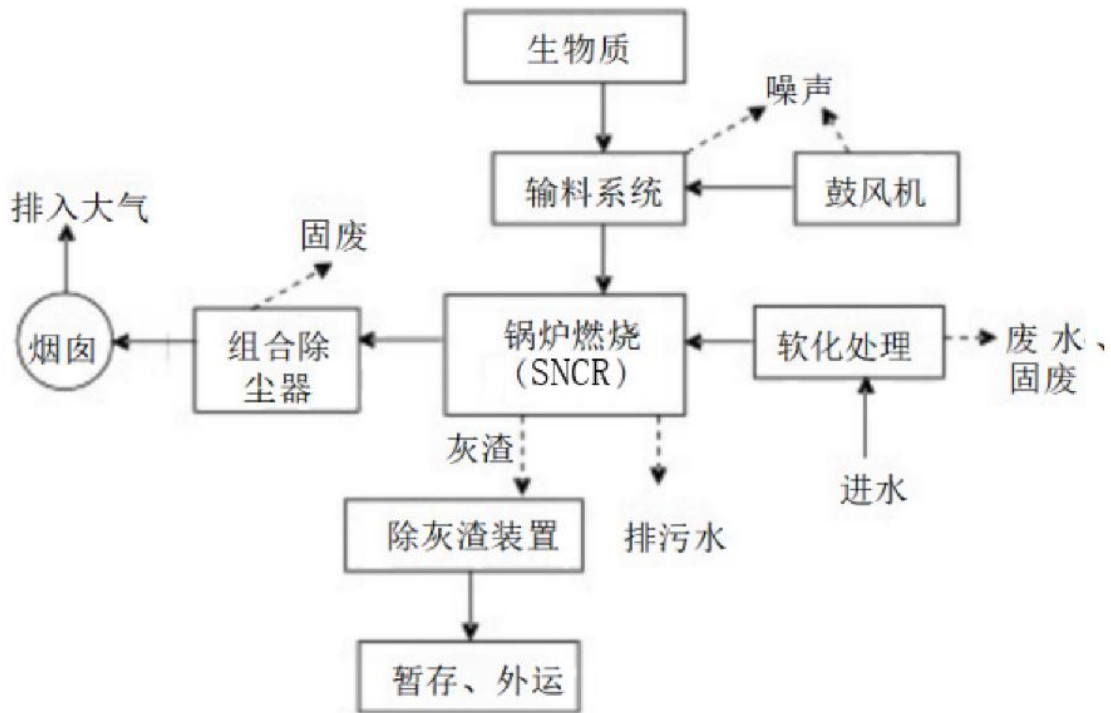 生物质
噪声
输料系统
鼓风机
排入大气
固废
烟囱
组合除
尘器
锅炉燃烧
(SNCR)
软化处理
废水、
固废
灰渣
进水
除灰渣装置
排污水
暂存、外运